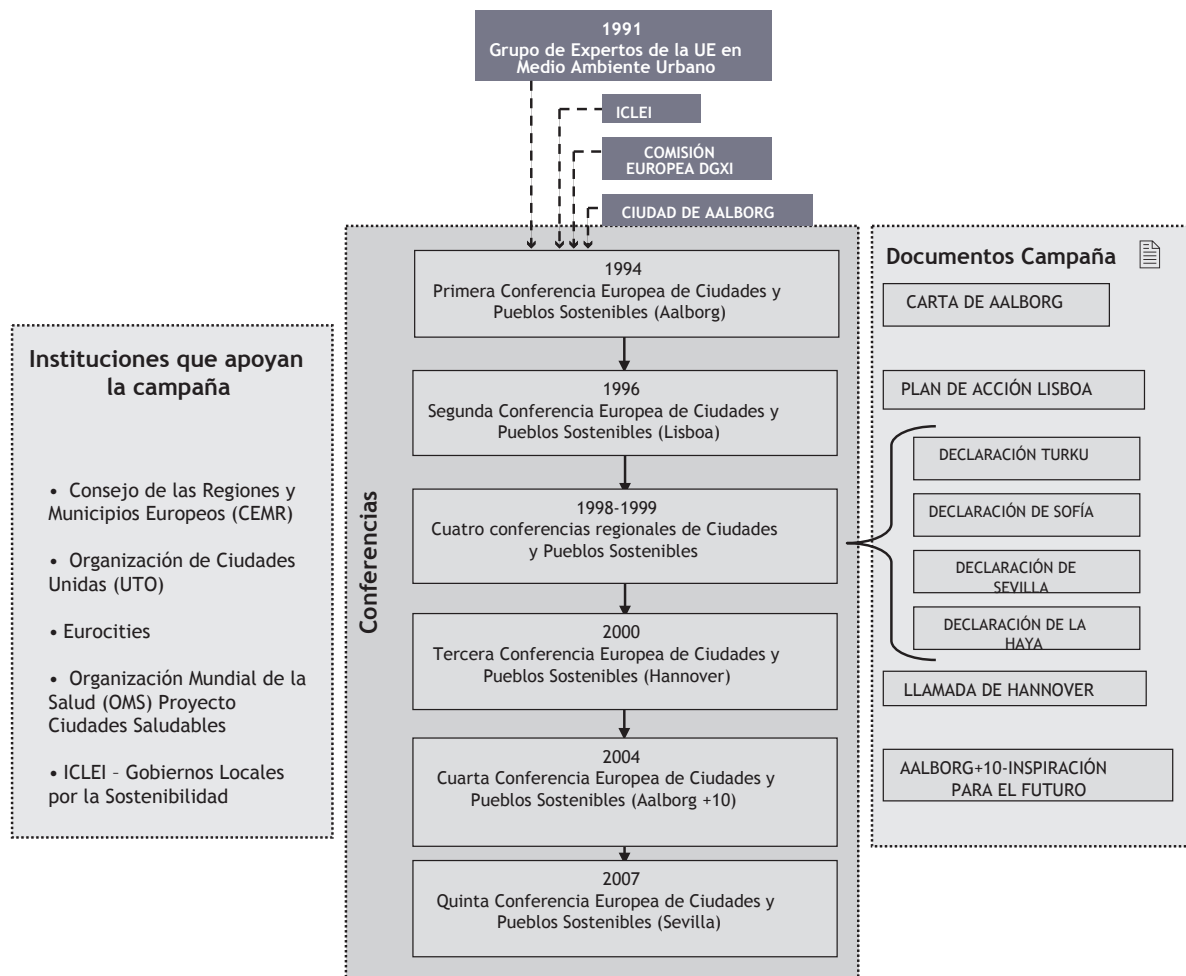 1991
Grupo de Expertos de la UE en
Medio Ambiente Urbano
ICLEI
COMISIÓN
EUROPEA DGXI
CIUDAD DE AALBORG
Instituciones que apoyan
la campaña
• Consejo de las Regiones y
Municipios Europeos (CEMR)
• Organización de Ciudades
Unidas (UTO)
• Eurocities
• Organización Mundial de la
Salud (OMS) Proyecto
Ciudades Saludables
• ICLEI – Gobiernos Locales
por la Sostenibilidad
Conferencias
1994
Primera Conferencia Europea de Ciudades y
Pueblos Sostenibles (Aalborg)
1996
Segunda Conferencia Europea de Ciudades y
Pueblos Sostenibles (Lisboa)
1998-1999
Cuatro conferencias regionales de Ciudades
y Pueblos Sostenibles
2000
Tercera Conferencia Europea de Ciudades y
Pueblos Sostenibles (Hannover)
2004
Cuarta Conferencia Europea de Ciudades y
Pueblos Sostenibles (Aalborg +10)
2007
Quinta Conferencia Europea de Ciudades y
Pueblos Sostenibles (Sevilla)
Documentos Campaña
CARTA DE AALBORG
PLAN DE ACCIÓN LISBOA
DECLARACIÓN TURKU
DECLARACIÓN DE SOFÍA
DECLARACIÓN DE
SEVILLA
DECLARACIÓN DE LA
HAYA
LLAMADA DE HANNOVER
AALBORG+10-INSPIRACIÓN
PARA EL FUTURO